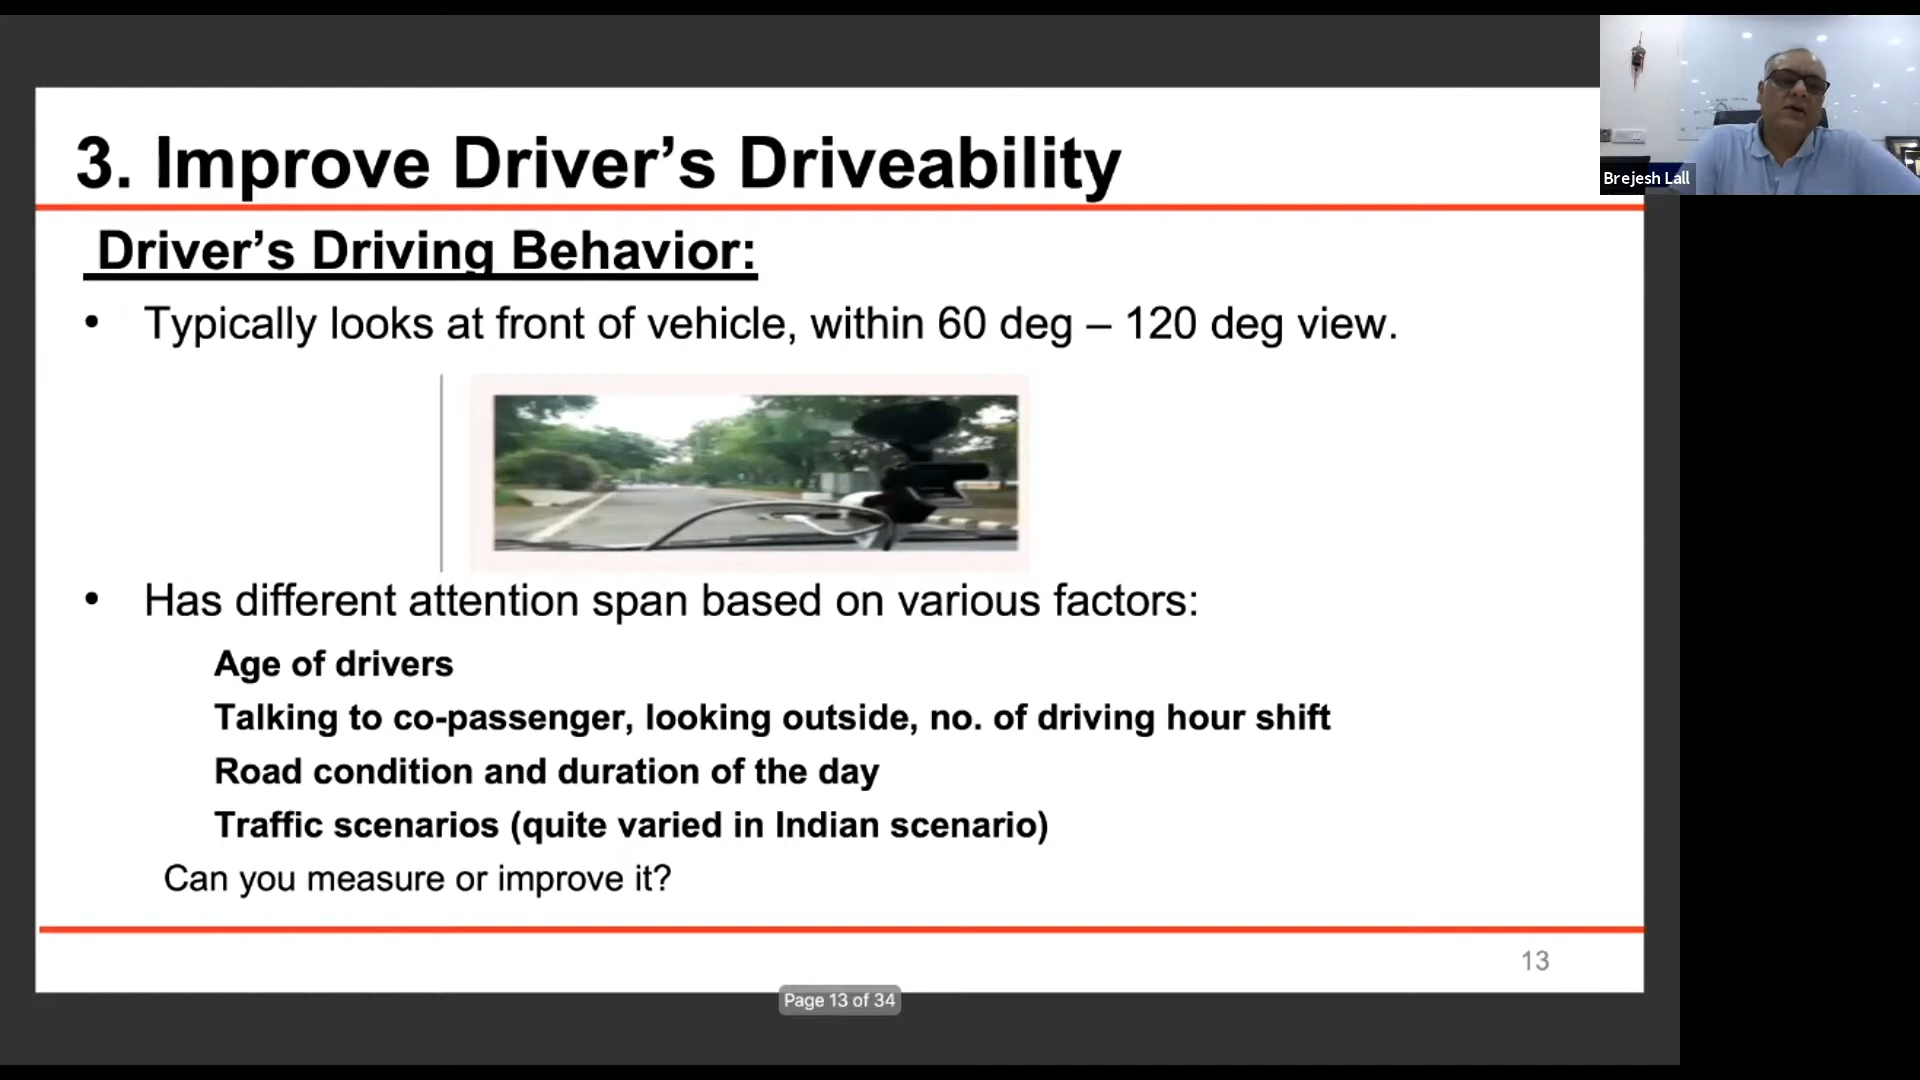 3. Improve Driver’s Driveability
Brejesh Lall
Driver’s Driving Behavior:
• Typically looks at front of vehicle, within 60 deg – 120 deg view.
• Has different attention span based on various factors:
Age of drivers
Talking to co-passenger, looking outside, no. of driving hour shift
Road condition and duration of the day
Traffic scenarios (quite varied in Indian scenario)
Can you measure or improve it?
13
Page 13 of 34